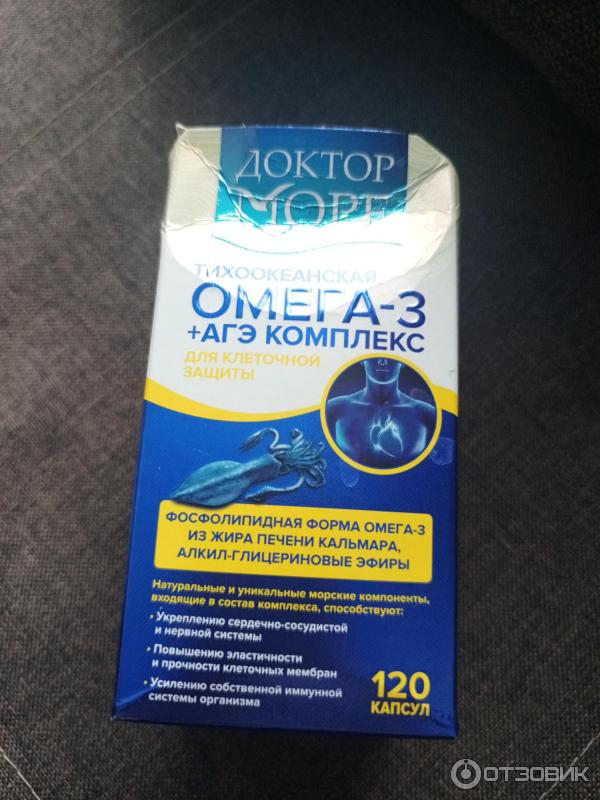 ДОКТОР
МОРЕ
ТИХООКЕАНСКАЯ
ОМЕГА-3
+АГЭ КОМПЛЕКС
ДЛЯ КЛЕТОЧНОЙ
ЗАЩИТЫ
ФОСФОЛИПИДНАЯ ФОРМА ОМЕГА-3
ИЗ ЖИРА ПЕЧЕНИ КАЛЬМАРА,
АЛКИЛ-ГЛИЦЕРИНОВЫЕ ЭФИРЫ
Натуральные и уникальные морские компоненты,
входящие в состав комплекса, способствуют:
• Укреплению сердечно-сосудистой
и нервной системы
• Повышению эластичности
и прочности клеточных мембран
• Усилению собственной иммунной
системы организма
120
КАПСУЛ
ОТЗОВИК